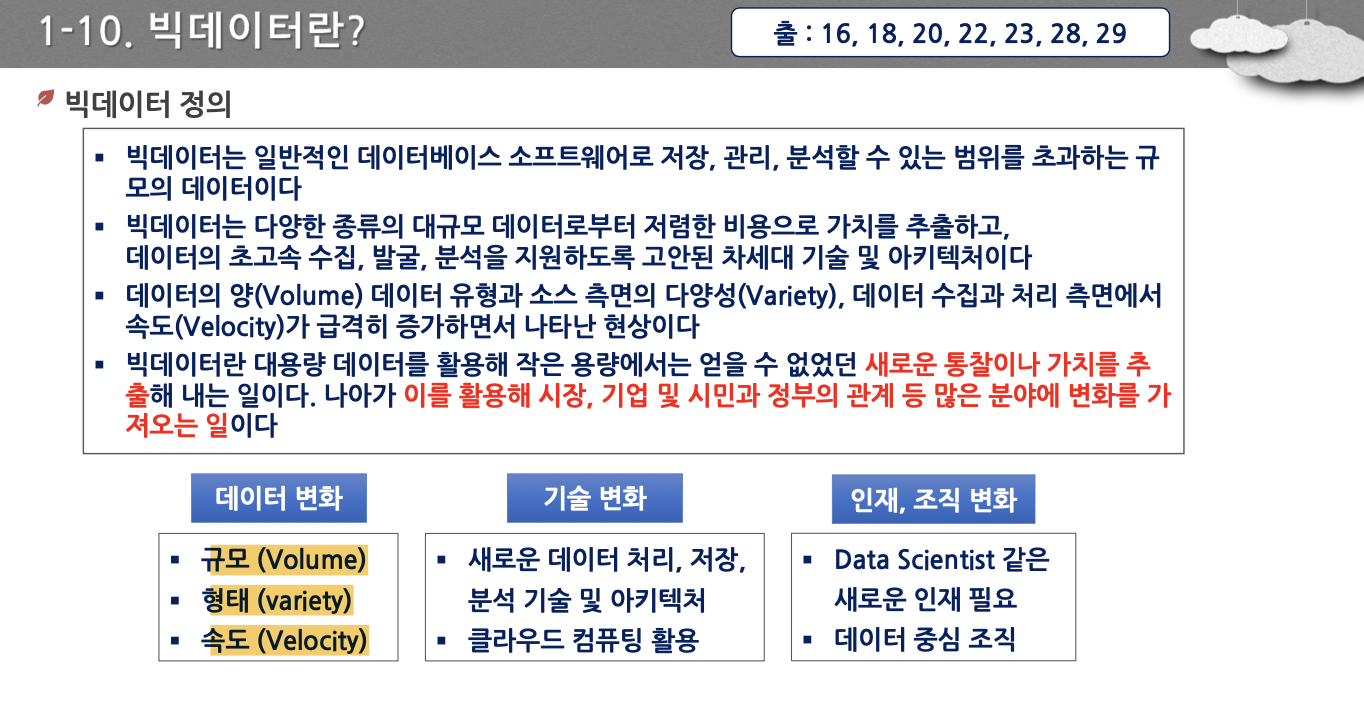 1-10. 빅데이터란?
출 : 16, 18, 20, 22, 23, 28, 29
빅데이터 정의
▪ 빅데이터는 일반적인 데이터베이스 소프트웨어로 저장, 관리, 분석할 수 있는 범위를 초과하는 규
모의 데이터이다
▪ 빅데이터는 다양한 종류의 대규모 데이터로부터 저렴한 비용으로 가치를 추출하고,
데이터의 초고속 수집, 발굴, 분석을 지원하도록 고안된 차세대 기술 및 아키텍처이다
▪ 데이터의 양(Volume) 데이터 유형과 소스 측면의 다양성(Variety), 데이터 수집과 처리 측면에서
속도(Velocity)가 급격히 증가하면서 나타난 현상이다
▪ 빅데이터란 대용량 데이터를 활용해 작은 용량에서는 얻을 수 없었던 새로운 통찰이나 가치를 추
출해 내는 일이다. 나아가 이를 활용해 시장, 기업 및 시민과 정부의 관계 등 많은 분야에 변화를 가
져오는 일이다
데이터 변화
▪ 규모 (Volume)
▪ 형태 (variety)
▪ 속도 (Velocity)
기술 변화
▪ 새로운 데이터 처리, 저장,
분석 기술 및 아키텍처
▪ 클라우드 컴퓨팅 활용
인재, 조직 변화
▪ Data Scientist 같은
새로운 인재 필요
▪ 데이터 중심 조직